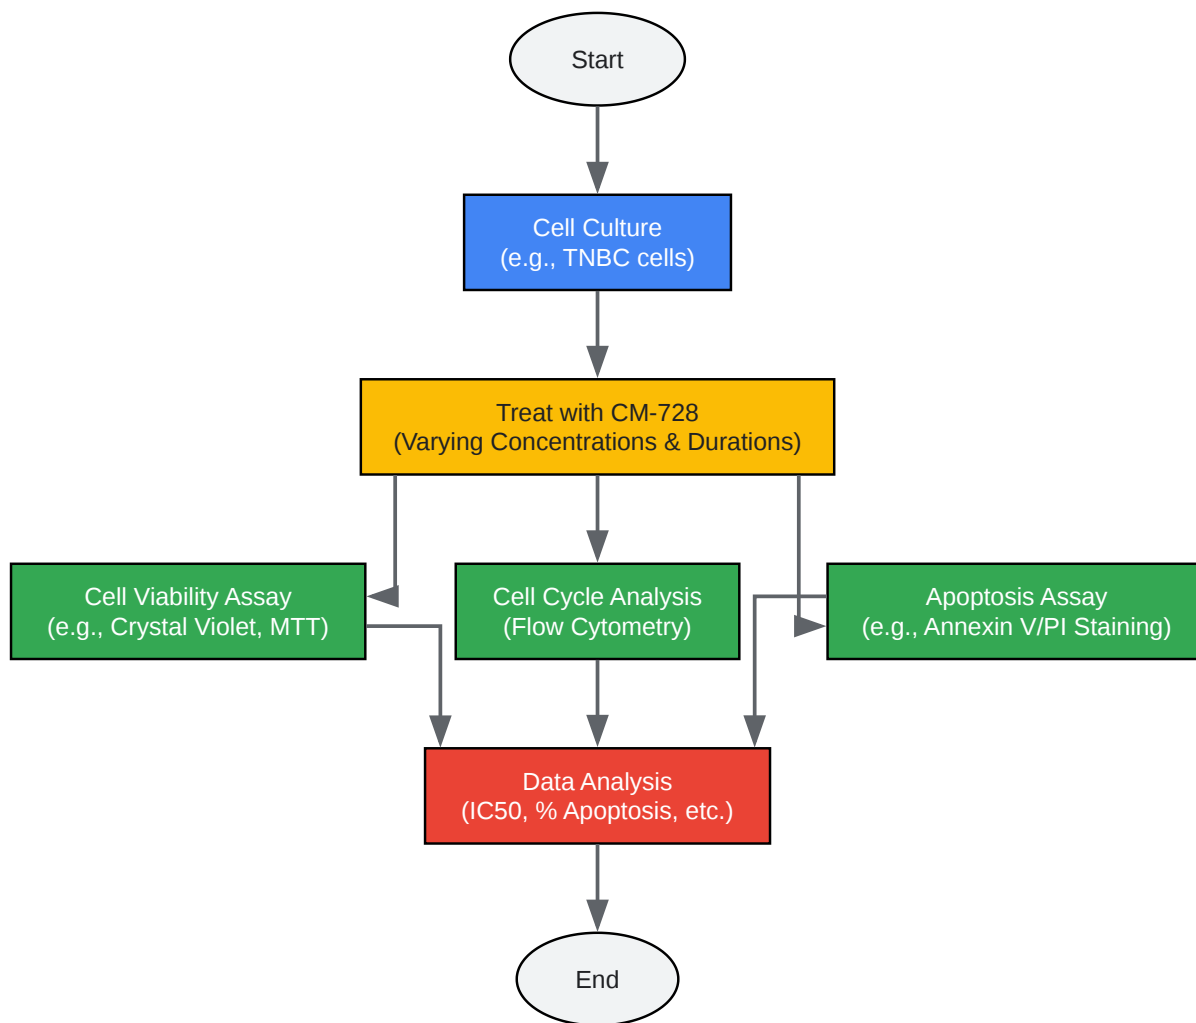 Start
Cell Culture
(e.g., TNBC cells)
Treat with CM-728
(Varying Concentrations & Durations)
Cell Viability Assay
(e.g., Crystal Violet, MTT)
Cell Cycle Analysis
(Flow Cytometry)
Apoptosis Assay
(e.g., Annexin V/PI Staining)
Data Analysis
(IC50, % Apoptosis, etc.)
End